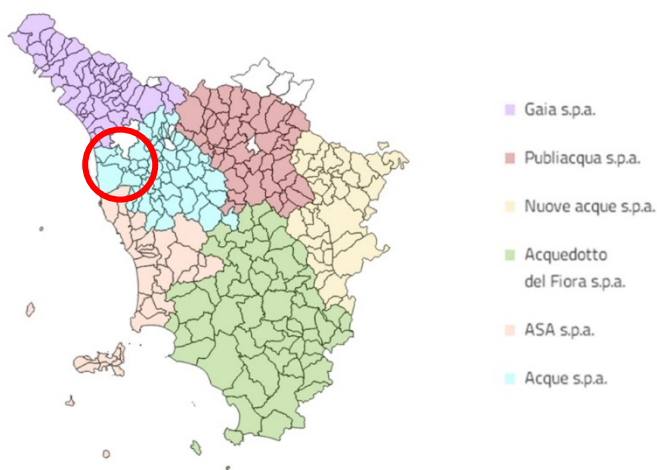 Gaia s.p.a.
Publiacqua s.p.a.
Nuove acque s.p.a.
Acquedotto
del Fiora s.p.a.
ASA s.p.a.
Acque s.p.a.